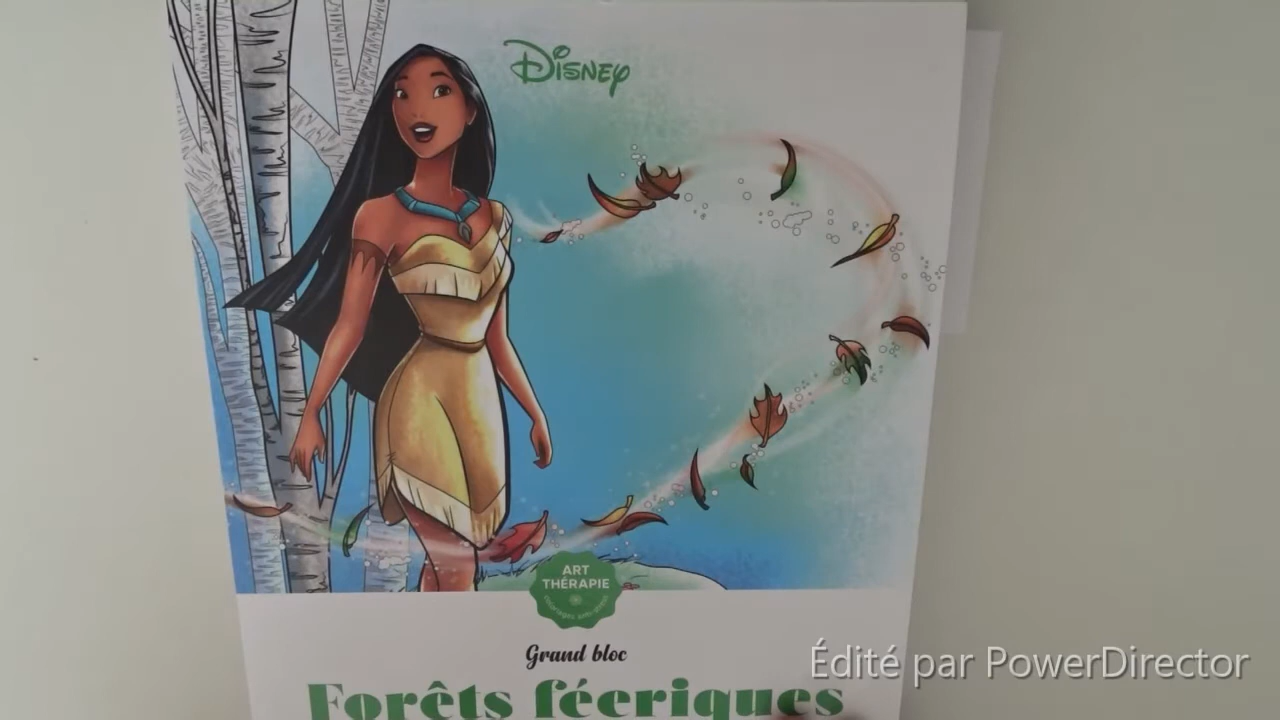 Disney
ART
THÉRAPIE
Grand bloc
Forêts féeriques
Édité par PowerDirector